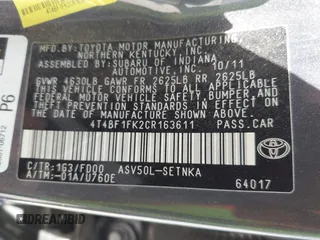 MFD. BY: TOYOTA MOTOR MANUFACTURING,
NORTHERN KENTUCKY, INC.
MFD. AT: SUBARU OF INDIANA
AUTOMOTIVE, INC. 10/11
GVWR 4630LB GAWR FR 2625LB RR 2625LB
THIS VEHICLE CONFORMS TO ALL APPLICABLE FEDERAL MOTOR
VEHICLE SAFETY, BUMPER, AND THEFT PREVENTION STANDARDS
IN EFFECT ON THE DATE OF MANUFACTURE SHOWN ABOVE.
4T4BF1FK2CR163611 PASS.CAR
C/TR:1G3/FD00 ASV50L-SETNKA
A/TM:-01A/U760E
TOYOTA
64017
P6
DREAMBID